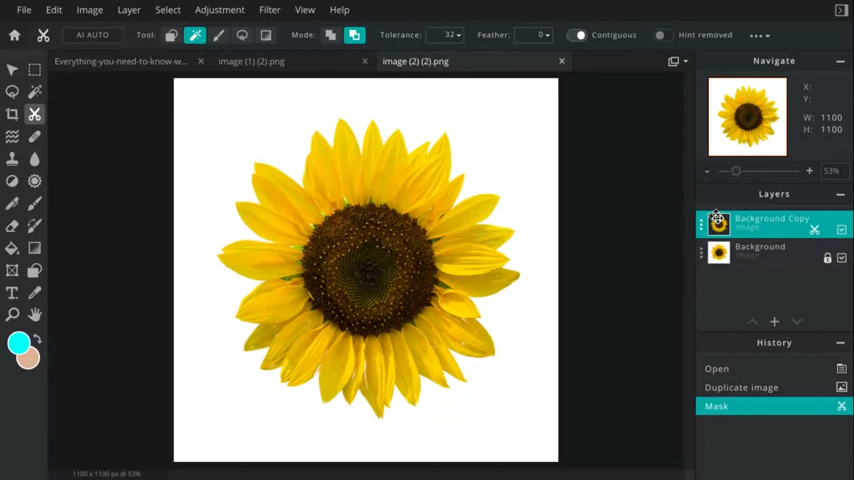 File Edit Image Layer Select Adjustment Filter View Help
AI AUTO Tool: Mode: Tolerance: 32 Feather: 0 Contiguous Hint removed
Everything-you-need-to-know-w... image (1) (2).png image (2) (2).png
Navigate
X:
Y:
W: 1100
H: 1100
53%
Layers
Background Copy
Image
Background
Image
History
Open
Duplicate image
Mask
1100 x 1100 px @ 53%